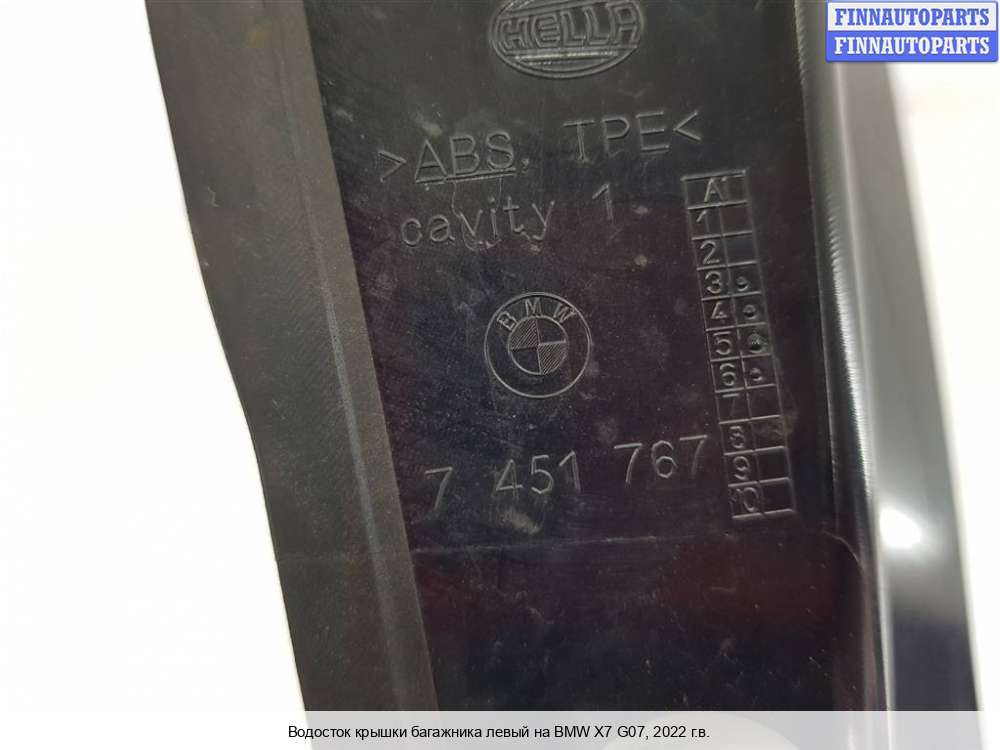 HELLA
FINNAUTOPARTS
FINNAUTOPARTS
>ABS, TPE<
cavity 1
A
1
2
3
4
5
6
7
8
9
10
BMW
7 451 767
Водосток крышки багажника левый на BMW X7 G07, 2022 г.в.